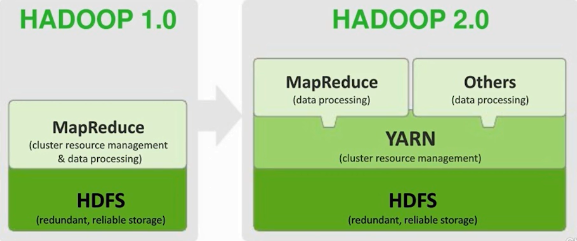 HADOOP 1.0
MapReduce
(cluster resource management
& data processing)
HDFS
(redundant, reliable storage)
HADOOP 2.0
MapReduce
(data processing)
Others
(data processing)
YARN
(cluster resource management)
HDFS
(redundant, reliable storage)